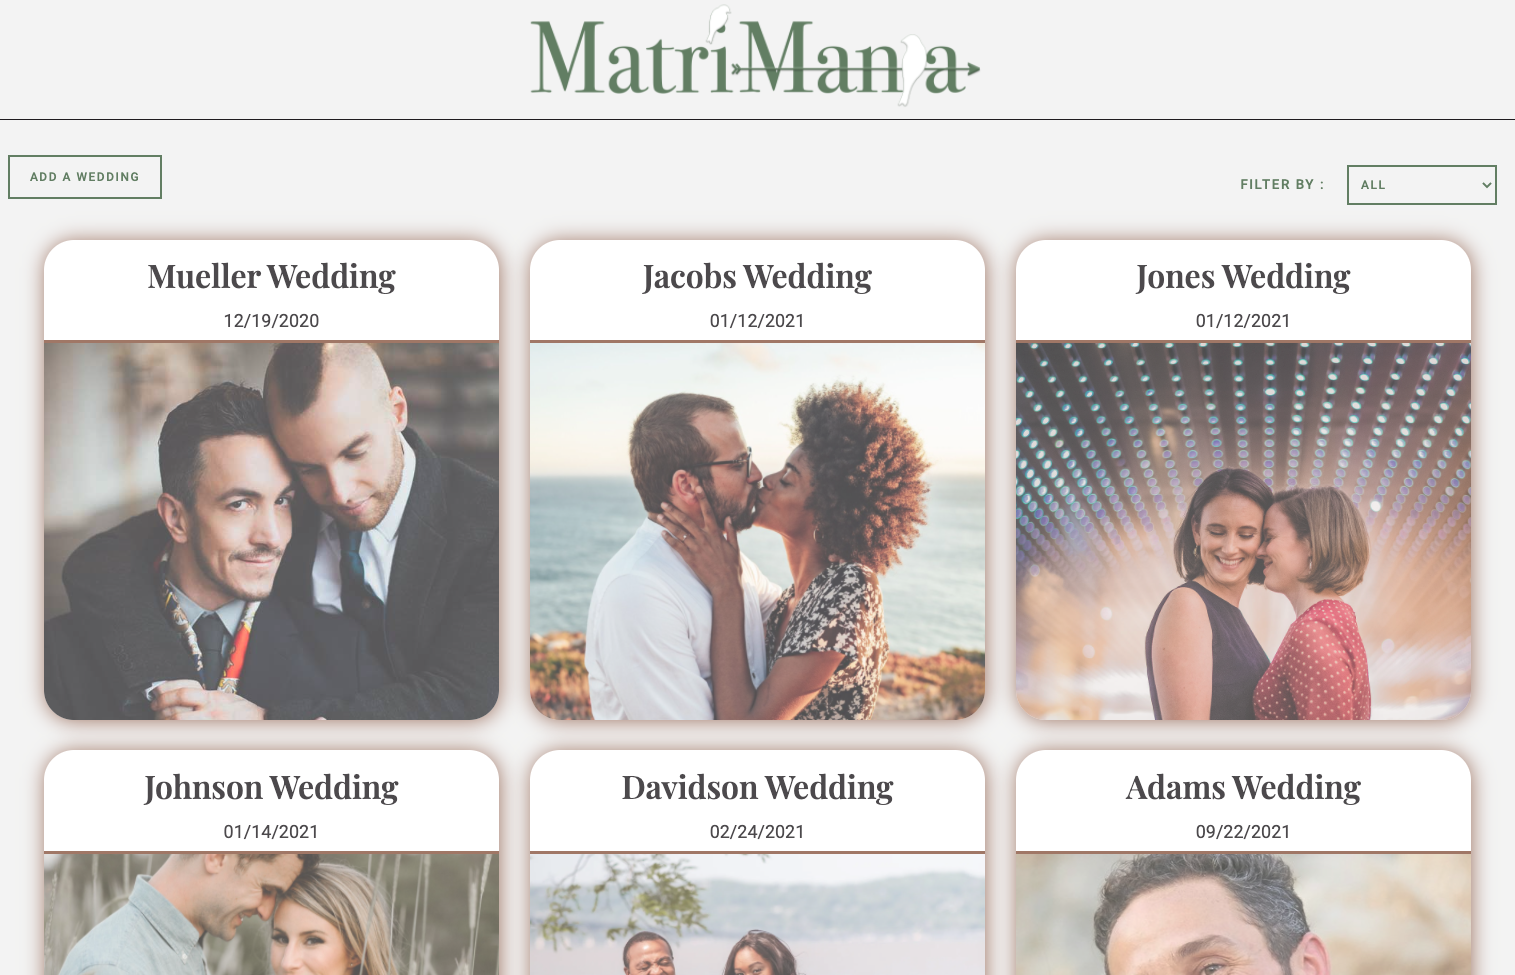 MatriMania
ADD A WEDDING
FILTER BY :
ALL
Mueller Wedding
12/19/2020
Jacobs Wedding
01/12/2021
Jones Wedding
01/12/2021
Johnson Wedding
01/14/2021
Davidson Wedding
02/24/2021
Adams Wedding
09/22/2021